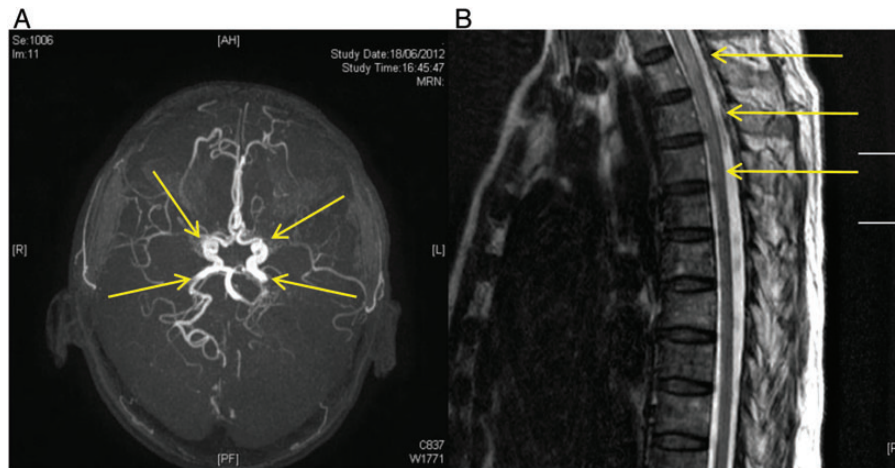 A
Se:1006
Im:11
[AH]
Study Date:18/06/2012
Study Time:16:45:47
MRN:
[R]
[L]
[PF]
C837
W1771
B